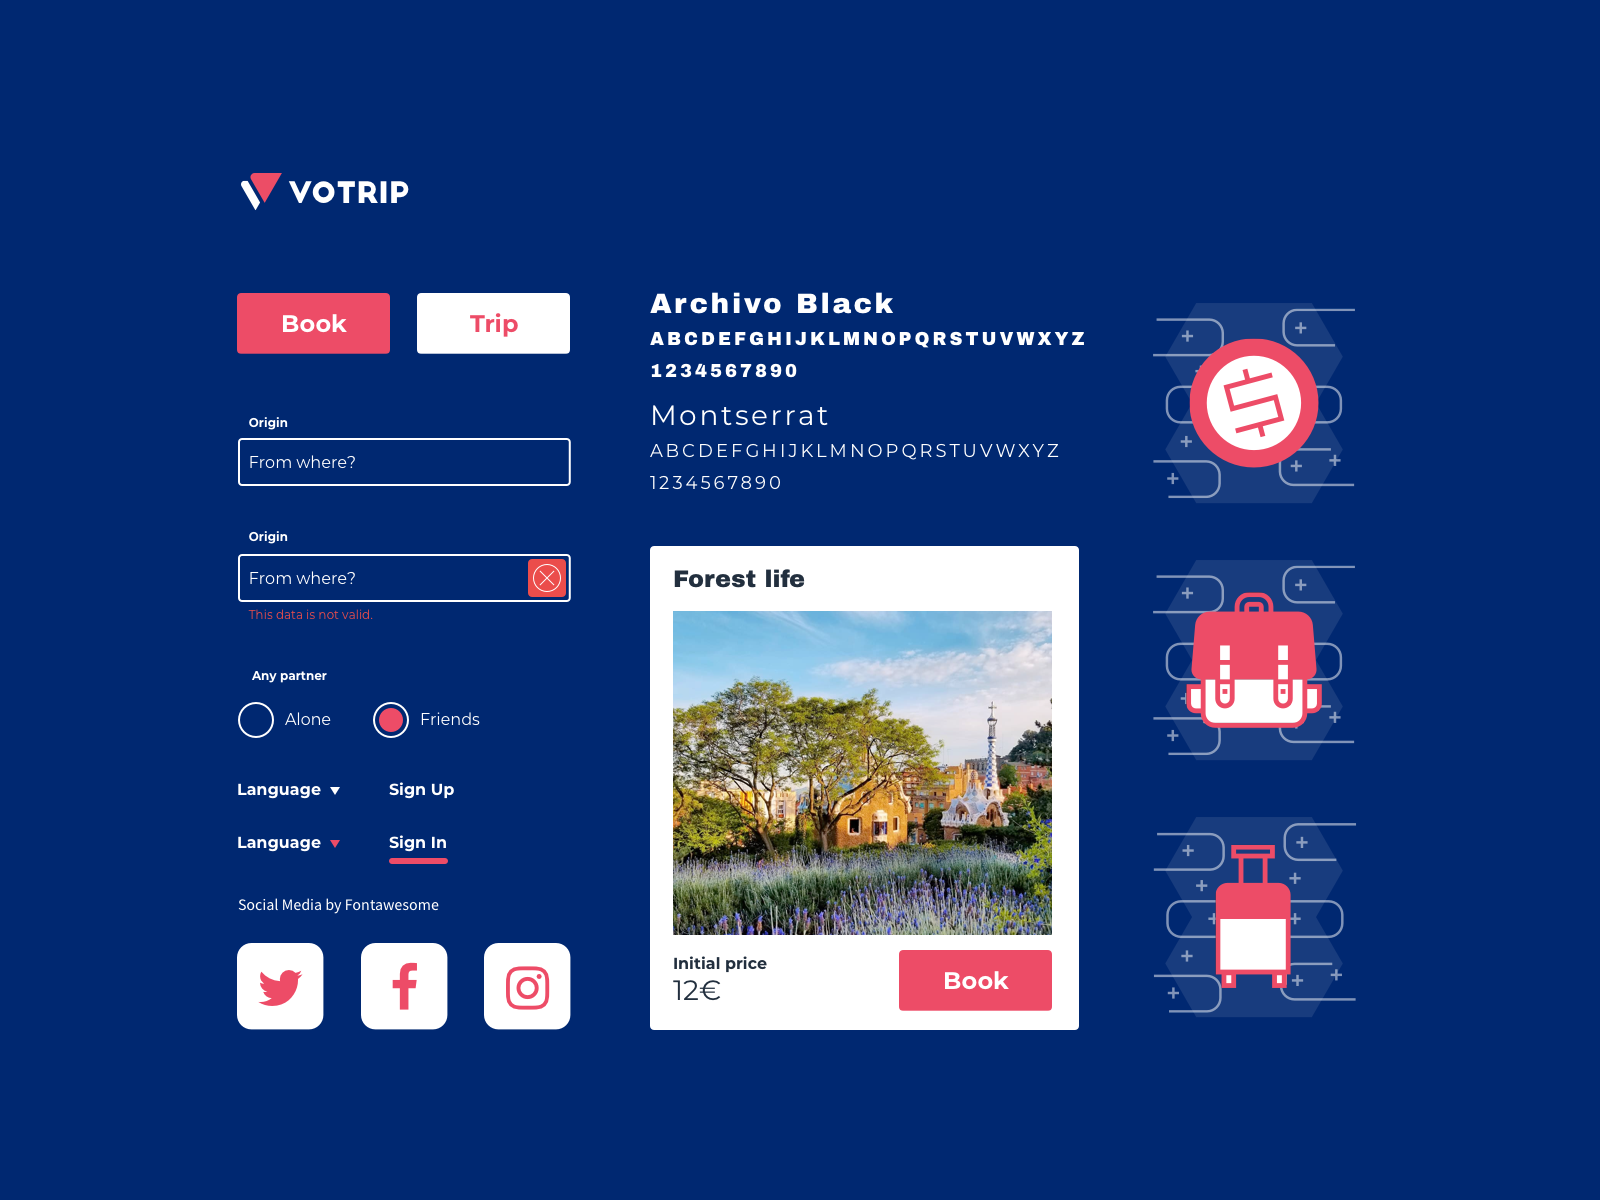 VOTRIP
Book
Trip
Origin
From where?
Origin
From where?
This data is not valid.
Any partner
Alone
Friends
Language
Sign Up
Language
Sign In
Social Media by Fontawesome
Archivo Black
ABCDEFGHIJKLMNOPQRSTUVWXYZ
1234567890
Montserrat
ABCDEFGHIJKLMNOPQRSTUVWXYZ
1234567890
Forest life
Initial price
12€
Book